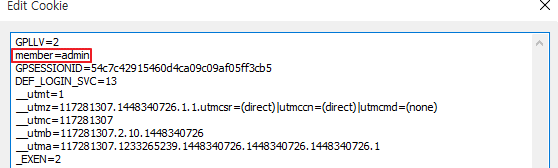 Edit Cookie
GPLLV=2
member=admin
GPSESSIONID=54c7c42915460d4ca09c09af05ff3cb5
DEF_LOGIN_SVC=13
__utmt=1
__utmz=117281307.1448340726.1.1.utmcsr=(direct)|utmccn=(direct)|utmcmd=(none)
__utmc=117281307
__utmb=117281307.2.10.1448340726
__utma=117281307.1233265239.1448340726.1448340726.1448340726.1
_EXEN=2